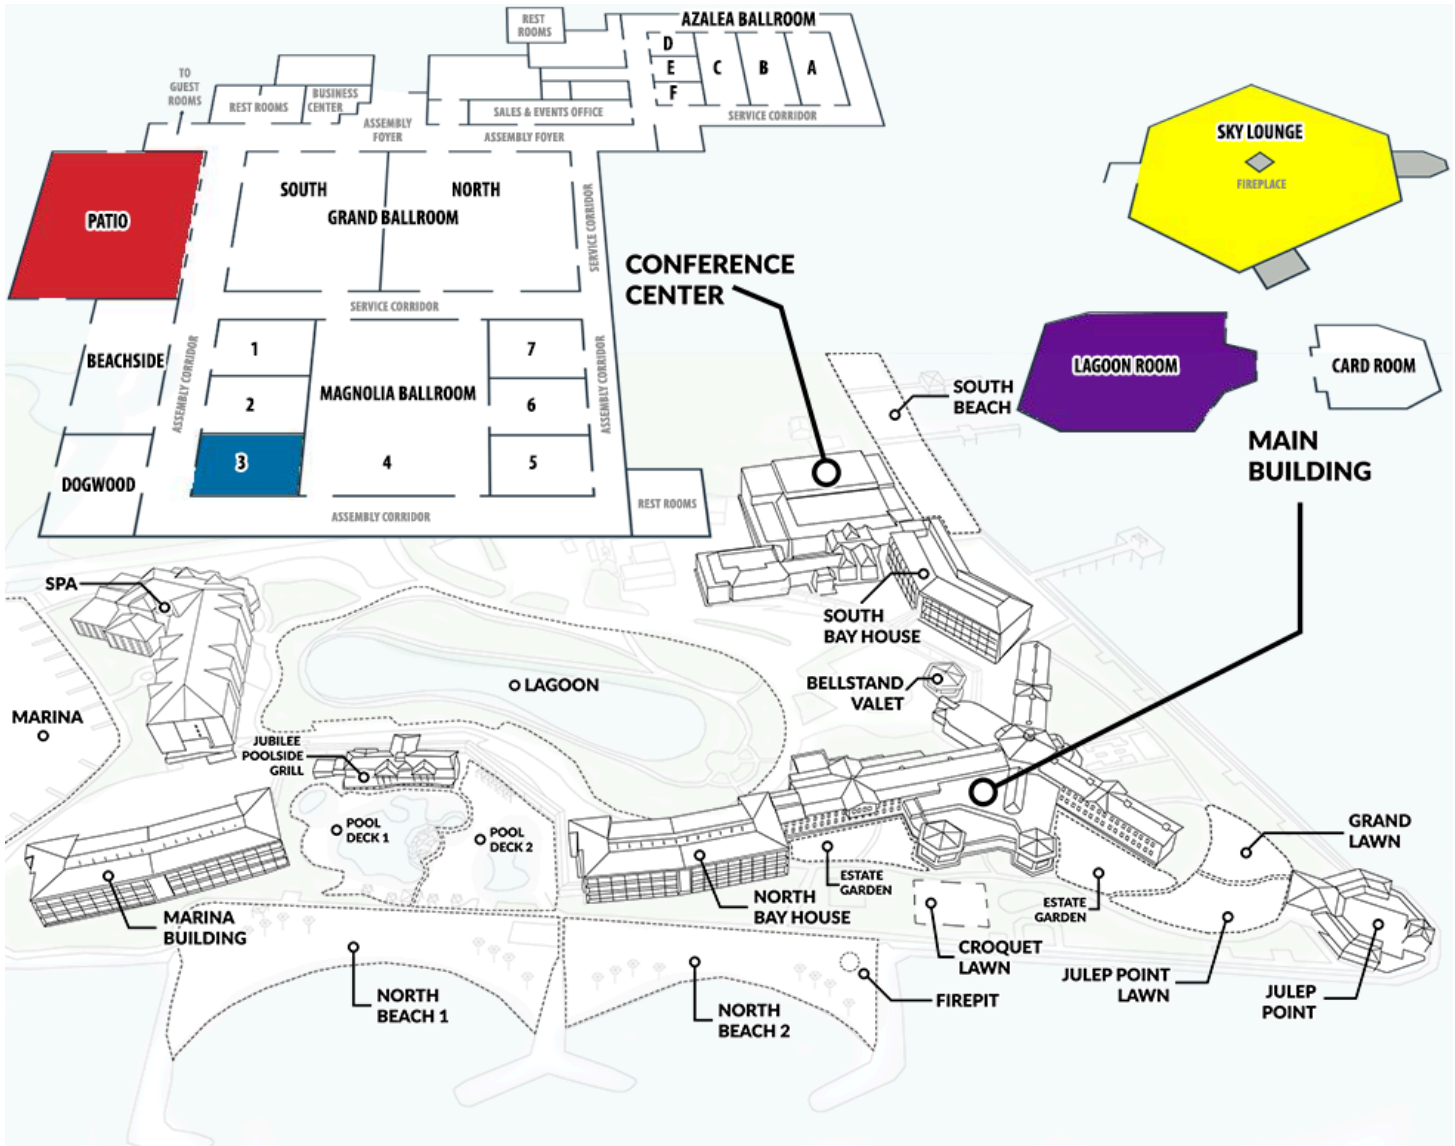 REST
ROOMS
AZALEA BALLROOM
D
E
F
C
B
A
SERVICE CORRIDOR
TO
GUEST
ROOMS
REST ROOMS
BUSINESS
CENTER
ASSEMBLY
FOYER
SALES & EVENTS OFFICE
ASSEMBLY FOYER
PATIO
SOUTH
NORTH
GRAND BALLROOM
SERVICE CORRIDOR
SERVICE CORRIDOR
BEACHSIDE
ASSEMBLY CORRIDOR
1
2
3
MAGNOLIA BALLROOM
4
7
6
5
ASSEMBLY CORRIDOR
DOGWOOD
ASSEMBLY CORRIDOR
REST ROOMS
SKY LOUNGE
FIREPLACE
CONFERENCE
CENTER
LAGOON ROOM
CARD ROOM
MAIN
BUILDING
SOUTH
BEACH
SPA
SOUTH
BAY HOUSE
LAGOON
BELLSTAND
VALET
MARINA
JUBILEE
POOLSIDE
GRILL
POOL
DECK 1
POOL
DECK 2
GRAND
LAWN
ESTATE
GARDEN
ESTATE
GARDEN
NORTH
BAY HOUSE
MARINA
BUILDING
CROQUET
LAWN
JULEP POINT
LAWN
JULEP
POINT
NORTH
BEACH 1
NORTH
BEACH 2
FIREPIT